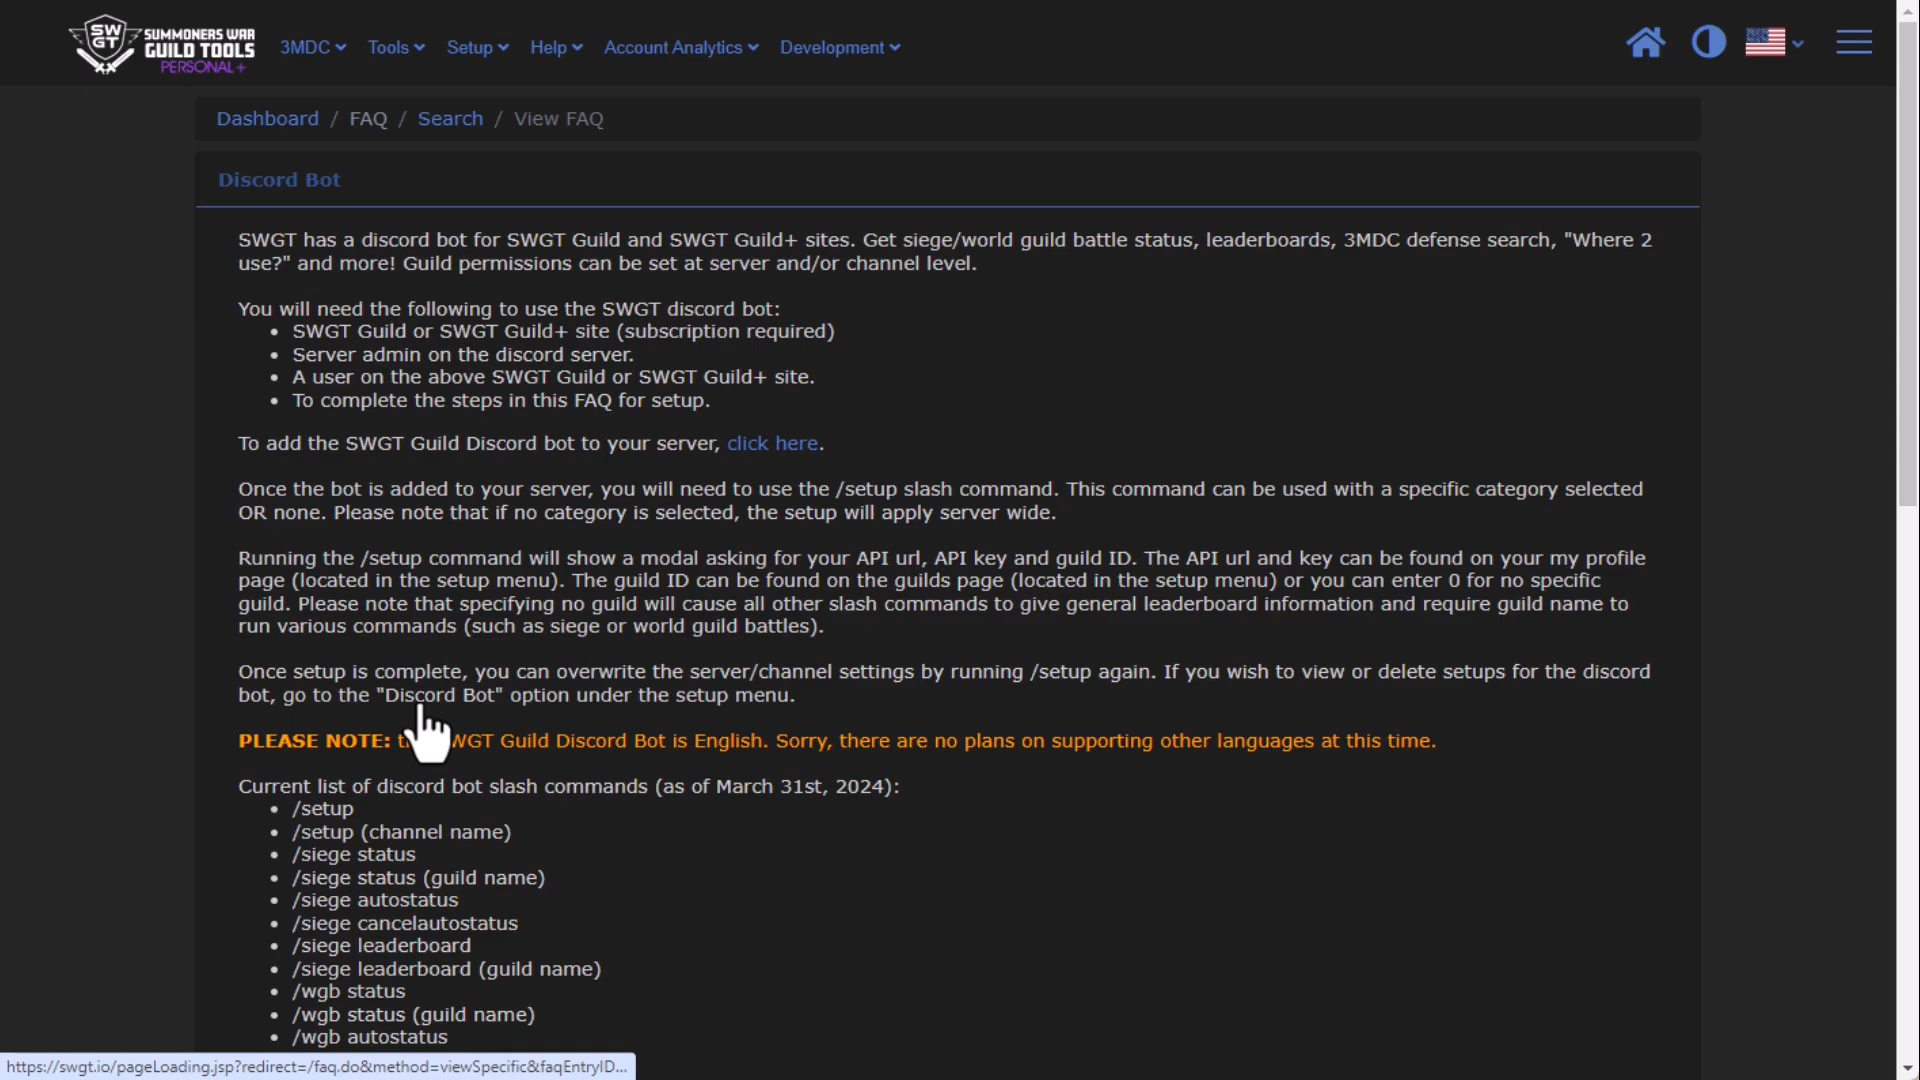 SW
GT
SUMMONERS WAR
GUILD TOOLS
PERSONAL+
3MDC Tools Setup Help Account Analytics Development
Dashboard / FAQ / Search / View FAQ
Discord Bot
SWGT has a discord bot for SWGT Guild and SWGT Guild+ sites. Get siege/world guild battle status, leaderboards, 3MDC defense search, "Where 2
use?" and more! Guild permissions can be set at server and/or channel level.
You will need the following to use the SWGT discord bot:
• SWGT Guild or SWGT Guild+ site (subscription required)
• Server admin on the discord server.
• A user on the above SWGT Guild or SWGT Guild+ site.
• To complete the steps in this FAQ for setup.
To add the SWGT Guild Discord bot to your server, click here.
Once the bot is added to your server, you will need to use the /setup slash command. This command can be used with a specific category selected
OR none. Please note that if no category is selected, the setup will apply server wide.
Running the /setup command will show a modal asking for your API url, API key and guild ID. The API url and key can be found on your my profile
page (located in the setup menu). The guild ID can be found on the guilds page (located in the setup menu) or you can enter 0 for no specific
guild. Please note that specifying no guild will cause all other slash commands to give general leaderboard information and require guild name to
run various commands (such as siege or world guild battles).
Once setup is complete, you can overwrite the server/channel settings by running /setup again. If you wish to view or delete setups for the discord
bot, go to the "Discord Bot" option under the setup menu.
PLEASE NOTE: WGT Guild Discord Bot is English. Sorry, there are no plans on supporting other languages at this time.
Current list of discord bot slash commands (as of March 31st, 2024):
• /setup
• /setup (channel name)
• /siege status
• /siege status (guild name)
• /siege autostatus
• /siege cancelautostatus
• /siege leaderboard
• /siege leaderboard (guild name)
• /wgb status
• /wgb status (guild name)
• /wgb autostatus
https://swgt.io/pageLoading.jsp?redirect=/faq.do&method=viewSpecific&faqEntryID...